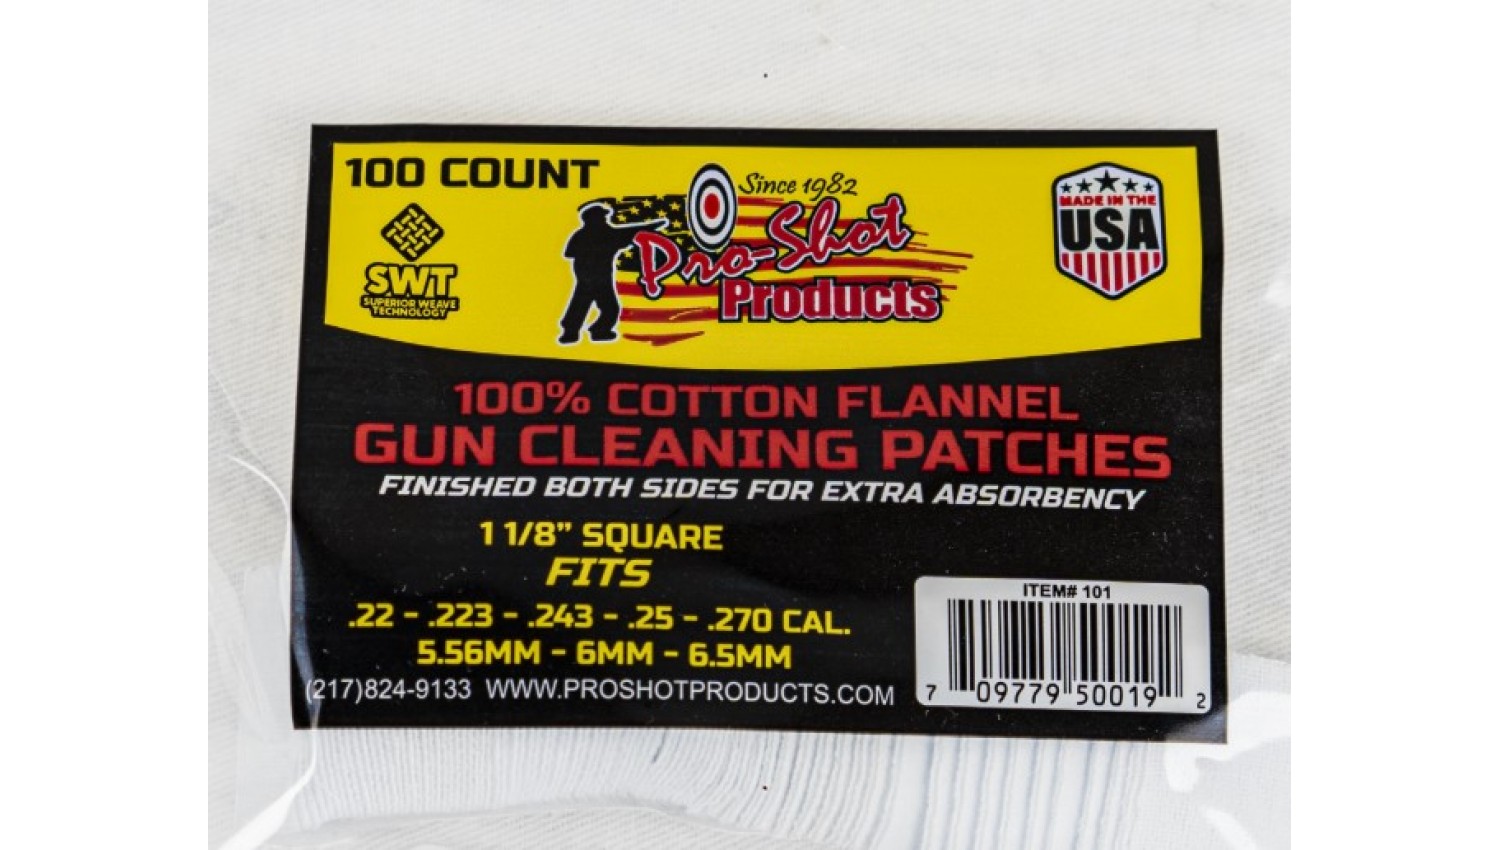 100 COUNT
Since 1982
Pro-Shot
Products
MADE IN THE
USA
SWT
SUPERIOR WEAVE
TECHNOLOGY
100% COTTON FLANNEL
GUN CLEANING PATCHES
FINISHED BOTH SIDES FOR EXTRA ABSORBENCY
1 1/8” SQUARE
FITS
.22 - .223 - .243 - .25 - .270 CAL.
5.56MM - 6MM - 6.5MM
(217)824-9133 WWW.PROSHOTPRODUCTS.COM
ITEM# 101
7 09779 50019 2